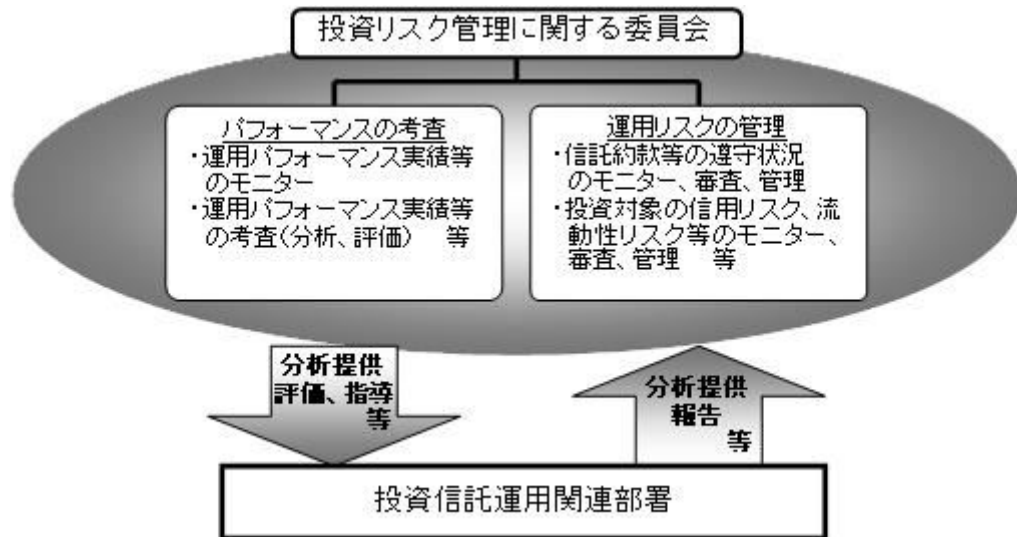 投資リスク管理に関する委員会
パフォーマンスの考査
・運用パフォーマンス実績等
のモニター
・運用パフォーマンス実績等
の考査(分析、評価) 等
運用リスクの管理
・信託約款等の遵守状況
のモニター、審査、管理
・投資対象の信用リスク、流
動性リスク等のモニター、
審査、管理 等
分析提供
評価、指導
等
分析提供
報告
等
投資信託運用関連部署